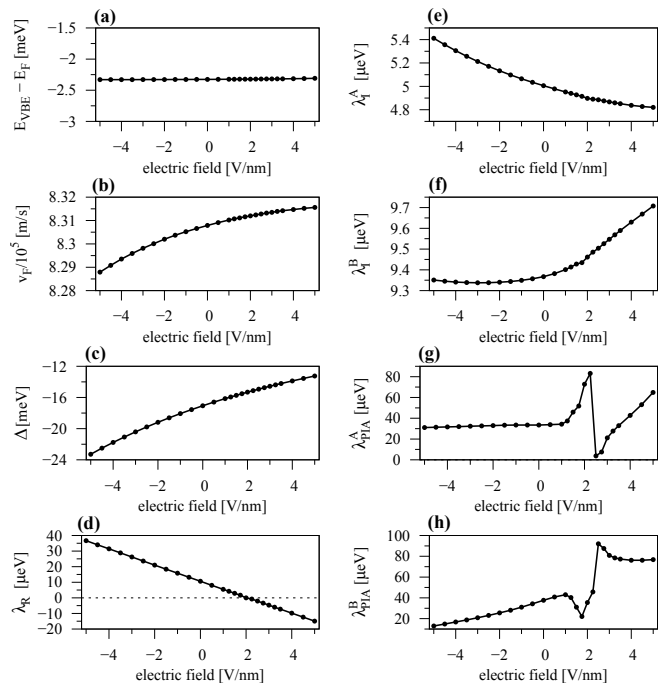 (a)
E_VBE − E_F [meV]
−1.5
−2
−2.5
−3
−4 −2 0 2 4
electric field [V/nm]
(b)
ν_F/10^5 [m/s]
8.32
8.31
8.3
8.29
8.28
−4 −2 0 2 4
electric field [V/nm]
(c)
Δ [meV]
−12
−16
−20
−24
−4 −2 0 2 4
electric field [V/nm]
(d)
λ_R [μeV]
40
30
20
10
0
−10
−20
−4 −2 0 2 4
electric field [V/nm]
(e)
λ_I^A [μeV]
5.4
5.1
4.8
−4 −2 0 2 4
electric field [V/nm]
(f)
λ_I^B [μeV]
9.7
9.6
9.5
9.4
9.3
−4 −2 0 2 4
electric field [V/nm]
(g)
λ_PIA^A [μeV]
80
60
40
20
0
−4 −2 0 2 4
electric field [V/nm]
(h)
λ_PIA^B [μeV]
100
80
60
40
20
−4 −2 0 2 4
electric field [V/nm]